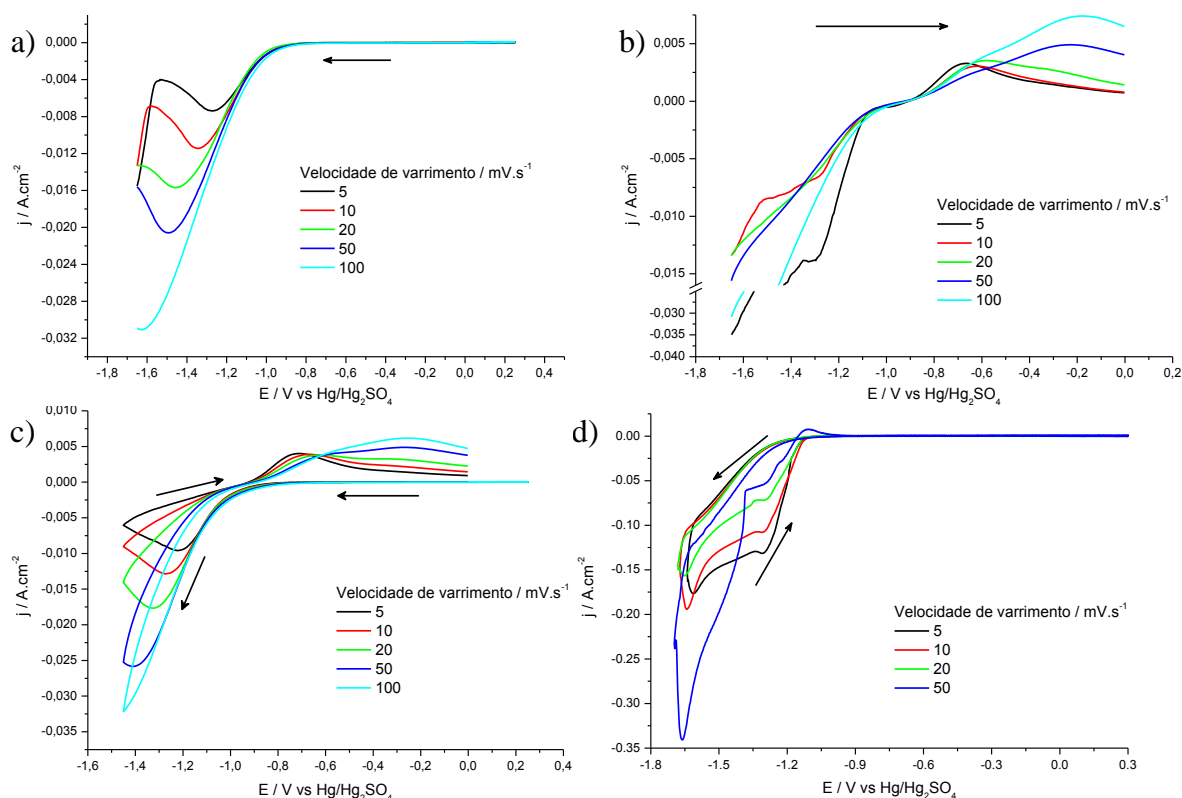 a)
0,000
-0,004
-0,008
-0,012
-0,016
-0,020
-0,024
-0,028
-0,032
j / A.cm-2
Velocidade de varrimento / mV.s-1
5
10
20
50
100
-1,8 -1,6 -1,4 -1,2 -1,0 -0,8 -0,6 -0,4 -0,2 0,0 0,2 0,4
E / V vs Hg/Hg2SO4
b)
0,005
0,000
-0,005
-0,010
-0,015
-0,030
-0,035
-0,040
j / A.cm-2
Velocidade de varrimento / mV.s-1
5
10
20
50
100
-1,8 -1,6 -1,4 -1,2 -1,0 -0,8 -0,6 -0,4 -0,2 0,0
E / V vs Hg/Hg2SO4
c)
0,010
0,005
0,000
-0,005
-0,010
-0,015
-0,020
-0,025
-0,030
-0,035
j / A.cm-2
Velocidade de varrimento / mV.s-1
5
10
20
50
100
-1,6 -1,4 -1,2 -1,0 -0,8 -0,6 -0,4 -0,2 0,0 0,2 0,4
E / V vs Hg/Hg2SO4
d)
0.00
-0.05
-0.10
-0.15
-0.20
-0.25
-0.30
-0.35
j / A.cm-2
Velocidade de varrimento / mV.s-1
5
10
20
50
-1.8 -1.5 -1.2 -0.9 -0.6 -0.3 0.0 0.3
E / V vs Hg/Hg2SO4